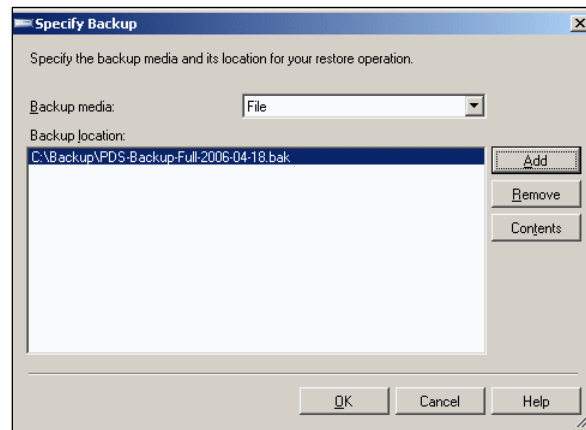 Specify Backup
Specify the backup media and its location for your restore operation.
Backup media:
File
Backup location:
C:\Backup\PDS-Backup-Full-2006-04-18.bak
Add
Remove
Contents
OK
Cancel
Help